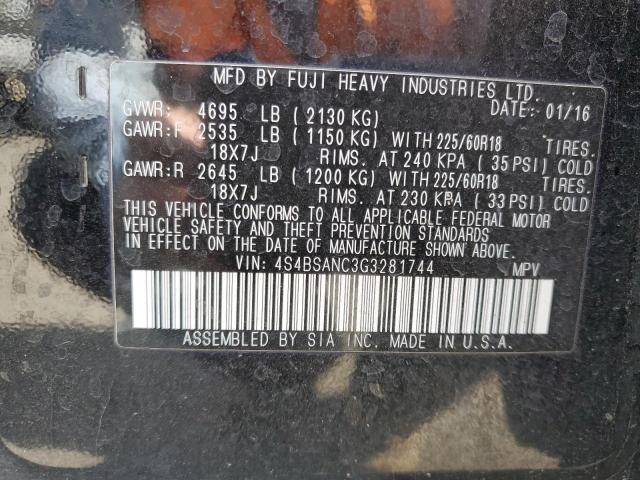 MFD BY FUJI HEAVY INDUSTRIES LTD.
GVWR: 4695 LB ( 2130 KG) DATE: 01/16
GAWR:F 2535 LB ( 1150 KG) WITH 225/60R18 TIRES.
18X7J RIMS. AT 240 KPA ( 35 PSI) COLD
GAWR:R 2645 LB ( 1200 KG) WITH 225/60R18 TIRES.
18X7J RIMS. AT 230 KPA ( 33 PSI) COLD
THIS VEHICLE CONFORMS TO ALL APPLICABLE FEDERAL MOTOR
VEHICLE SAFETY AND THEFT PREVENTION STANDARDS
IN EFFECT ON THE DATE OF MANUFACTURE SHOWN ABOVE.
VIN: 4S4BSANC3G3281744 MPV
ASSEMBLED BY SIA INC. MADE IN U.S.A.